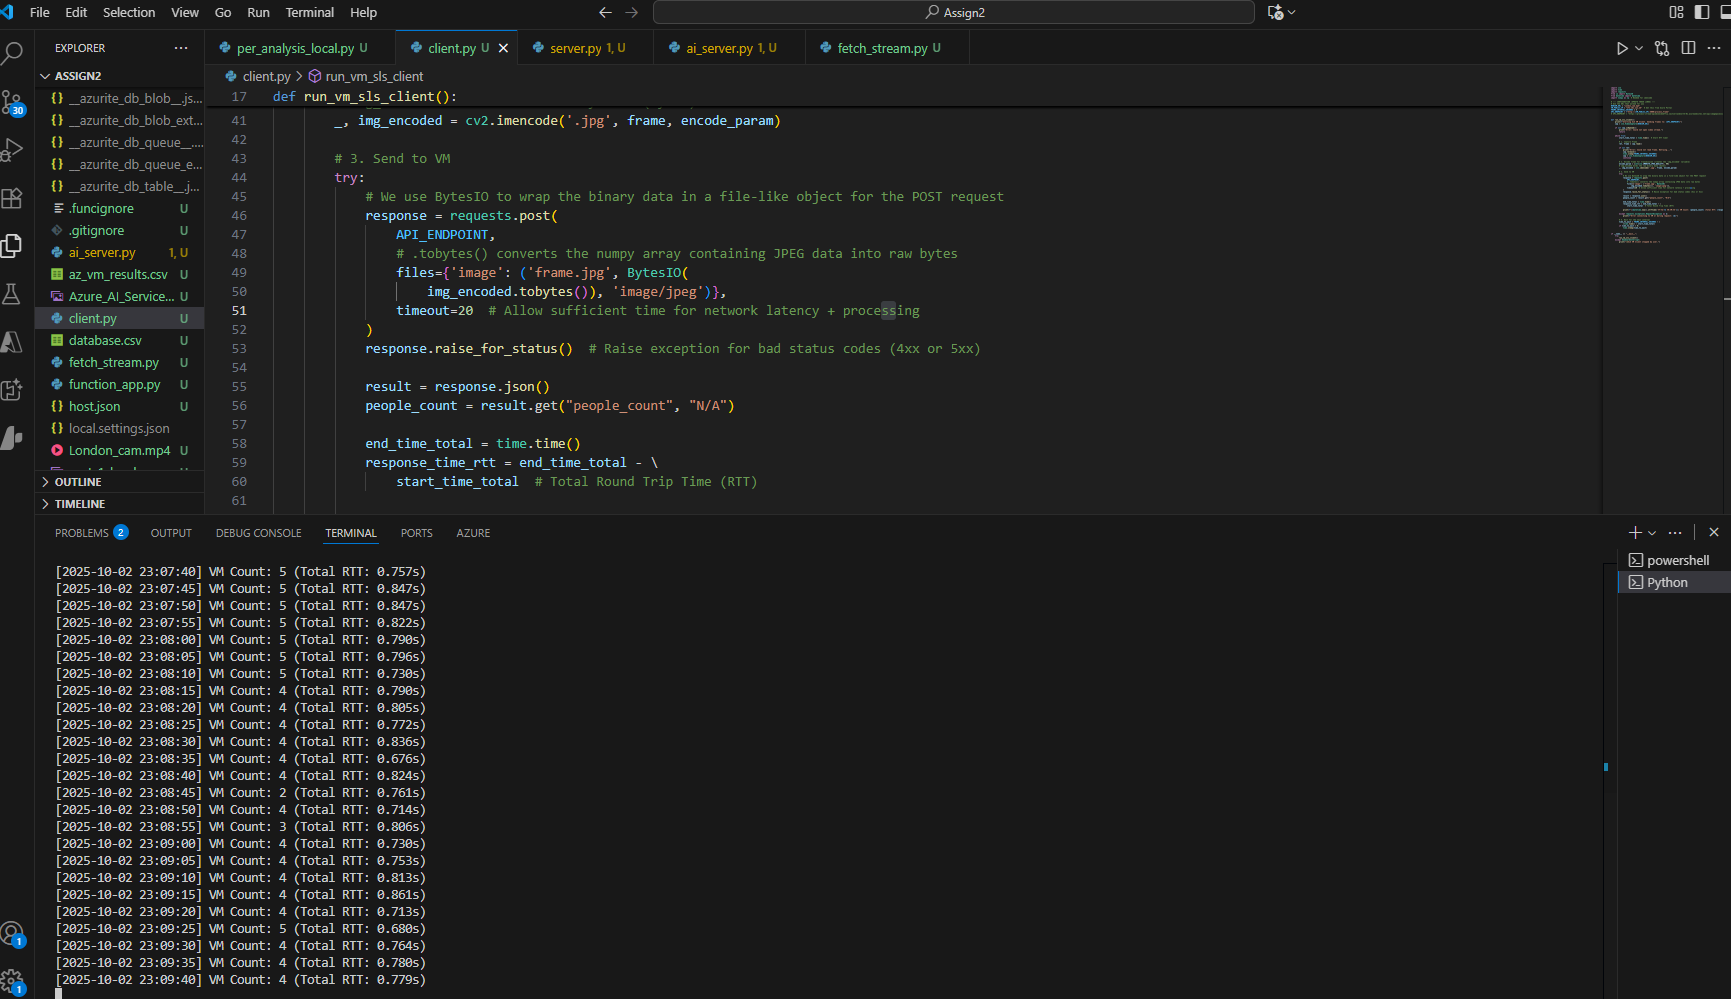 File Edit Selection View Go Run Terminal Help
Assign2
EXPLORER
ASSIGN2
{} __azurite_db_blob__.js...
{} __azurite_db_blob_ext...
{} __azurite_db_queue__....
{} __azurite_db_queue_e...
{} __azurite_db_table__.j...
.funcignore U
.gitignore U
ai_server.py 1, U
az_vm_results.csv U
Azure_AI_Service... U
client.py U
database.csv U
fetch_stream.py U
function_app.py U
{} host.json U
{} local.settings.json
London_cam.mp4 U
OUTLINE
TIMELINE
30
1
1
per_analysis_local.py U
client.py U
server.py 1, U
ai_server.py 1, U
fetch_stream.py U
client.py > run_vm_sls_client
17 def run_vm_sls_client():
41 _, img_encoded = cv2.imencode('.jpg', frame, encode_param)
42
43 # 3. Send to VM
44 try:
45 # We use BytesIO to wrap the binary data in a file-like object for the POST request
46 response = requests.post(
47 API_ENDPOINT,
48 # .tobytes() converts the numpy array containing JPEG data into raw bytes
49 files={'image': ('frame.jpg', BytesIO(
50 img_encoded.tobytes()), 'image/jpeg')},
51 timeout=20  # Allow sufficient time for network latency + processing
52 )
53 response.raise_for_status()  # Raise exception for bad status codes (4xx or 5xx)
54
55 result = response.json()
56 people_count = result.get("people_count", "N/A")
57
58 end_time_total = time.time()
59 response_time_rtt = end_time_total - \
60 start_time_total  # Total Round Trip Time (RTT)
61
PROBLEMS 2 OUTPUT DEBUG CONSOLE TERMINAL PORTS AZURE
powershell
Python
[2025-10-02 23:07:40] VM Count: 5 (Total RTT: 0.757s)
[2025-10-02 23:07:45] VM Count: 5 (Total RTT: 0.847s)
[2025-10-02 23:07:50] VM Count: 5 (Total RTT: 0.847s)
[2025-10-02 23:07:55] VM Count: 5 (Total RTT: 0.822s)
[2025-10-02 23:08:00] VM Count: 5 (Total RTT: 0.790s)
[2025-10-02 23:08:05] VM Count: 5 (Total RTT: 0.796s)
[2025-10-02 23:08:10] VM Count: 5 (Total RTT: 0.730s)
[2025-10-02 23:08:15] VM Count: 4 (Total RTT: 0.790s)
[2025-10-02 23:08:20] VM Count: 4 (Total RTT: 0.805s)
[2025-10-02 23:08:25] VM Count: 4 (Total RTT: 0.772s)
[2025-10-02 23:08:30] VM Count: 4 (Total RTT: 0.836s)
[2025-10-02 23:08:35] VM Count: 4 (Total RTT: 0.676s)
[2025-10-02 23:08:40] VM Count: 4 (Total RTT: 0.824s)
[2025-10-02 23:08:45] VM Count: 2 (Total RTT: 0.761s)
[2025-10-02 23:08:50] VM Count: 4 (Total RTT: 0.714s)
[2025-10-02 23:08:55] VM Count: 3 (Total RTT: 0.806s)
[2025-10-02 23:09:00] VM Count: 4 (Total RTT: 0.730s)
[2025-10-02 23:09:05] VM Count: 4 (Total RTT: 0.753s)
[2025-10-02 23:09:10] VM Count: 4 (Total RTT: 0.813s)
[2025-10-02 23:09:15] VM Count: 4 (Total RTT: 0.861s)
[2025-10-02 23:09:20] VM Count: 4 (Total RTT: 0.713s)
[2025-10-02 23:09:25] VM Count: 5 (Total RTT: 0.680s)
[2025-10-02 23:09:30] VM Count: 4 (Total RTT: 0.764s)
[2025-10-02 23:09:35] VM Count: 4 (Total RTT: 0.780s)
[2025-10-02 23:09:40] VM Count: 4 (Total RTT: 0.779s)